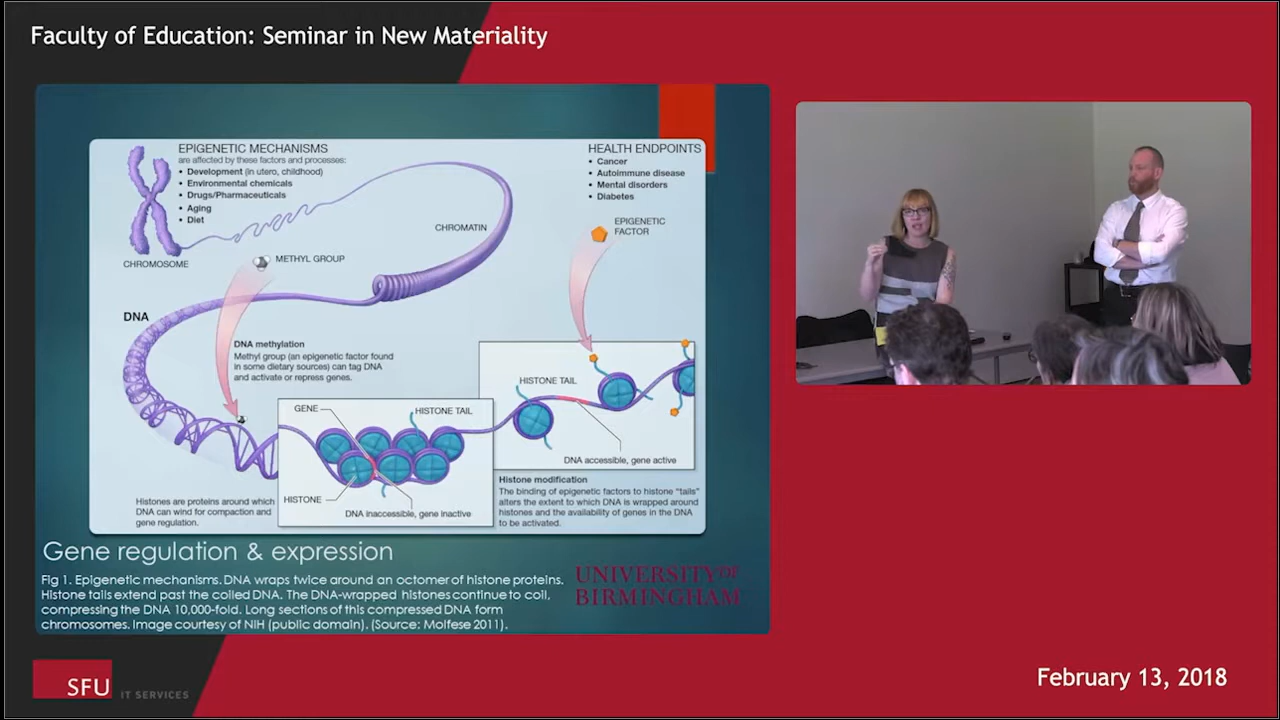 Faculty of Education: Seminar in New Materiality
EPIGENETIC MECHANISMS
are affected by these factors and processes:
• Development (in utero, childhood)
• Environmental chemicals
• Drugs/Pharmaceuticals
• Aging
• Diet
HEALTH ENDPOINTS
• Cancer
• Autoimmune disease
• Mental disorders
• Diabetes
EPIGENETIC
FACTOR
CHROMATIN
CHROMOSOME
METHYL GROUP
DNA
DNA methylation
Methyl group (an epigenetic factor found
in some dietary sources) can tag DNA
and activate or repress genes.
HISTONE TAIL
GENE
HISTONE TAIL
DNA accessible, gene active
HISTONE
DNA inaccessible, gene inactive
Histones are proteins around which
DNA can wind for compaction and
gene regulation.
Histone modification
The binding of epigenetic factors to histone “tails”
alters the extent to which DNA is wrapped around
histones and the availability of genes in the DNA
to be activated.
Gene regulation & expression
Fig 1. Epigenetic mechanisms. DNA wraps twice around an octomer of histone proteins.
Histone tails extend past the coiled DNA. The DNA-wrapped histones continue to coil,
compressing the DNA 10,000-fold. Long sections of this compressed DNA form
chromosomes. Image courtesy of NIH (public domain). (Source: Molfese 2011).
UNIVERSITY OF
BIRMINGHAM
SFU IT SERVICES
February 13, 2018